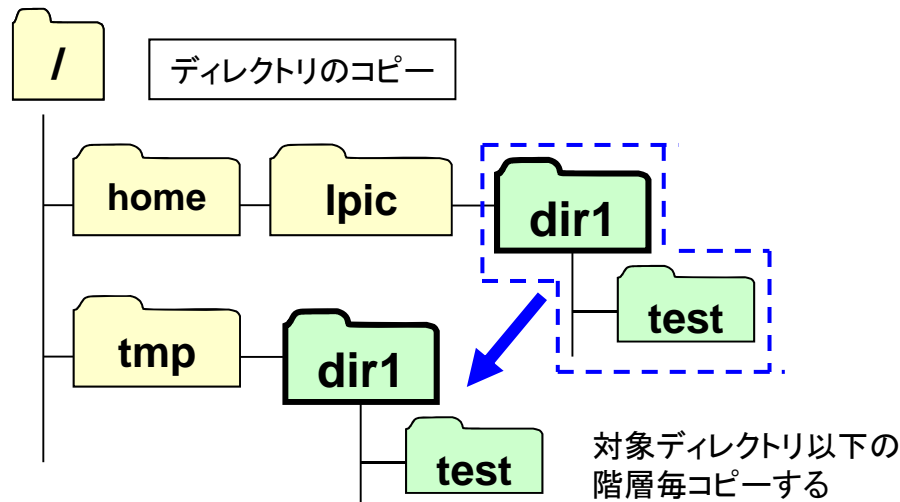 /
ディレクトリのコピー
home
lpic
dir1
test
tmp
dir1
test
対象ディレクトリ以下の
階層毎コピーする